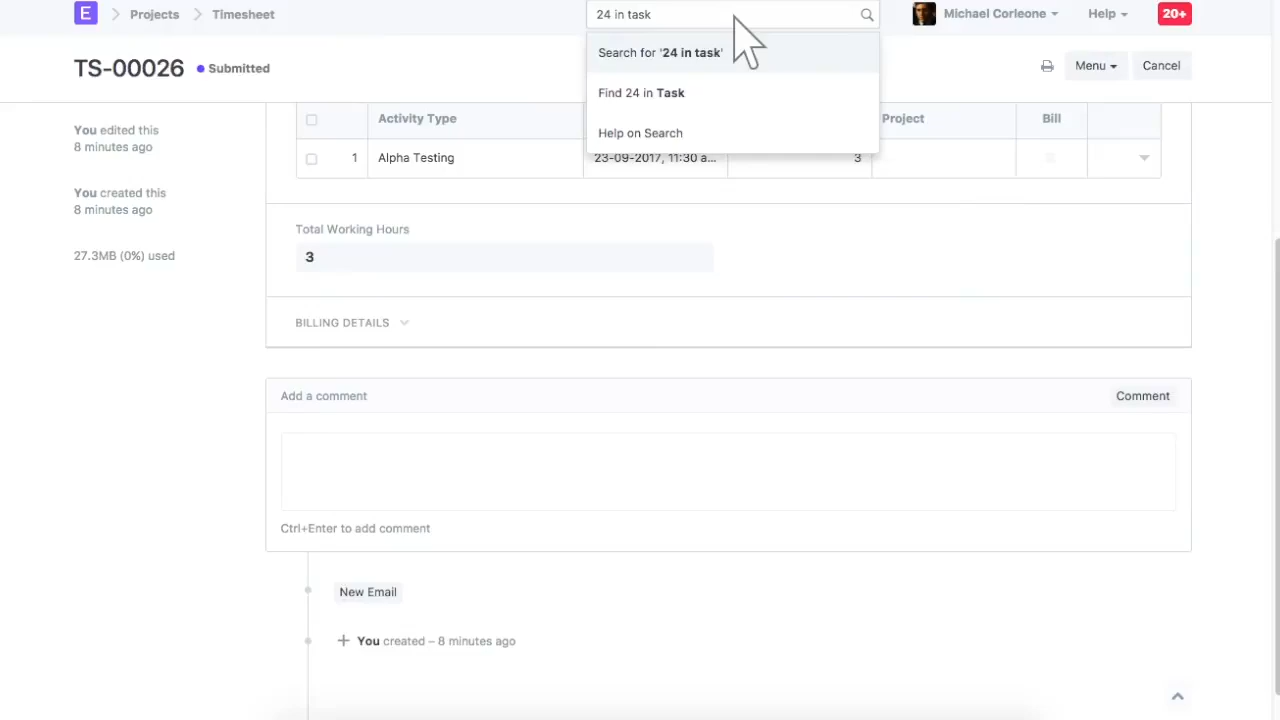 E Projects Timesheet 24 in task Michael Corleone Help 20+
Search for '24 in task'
Find 24 in Task
Help on Search
TS-00026 Submitted Menu Cancel
You edited this
8 minutes ago
You created this
8 minutes ago
27.3MB (0%) used
Activity Type Project Bill
1 Alpha Testing 23-09-2017, 11:30 a... 3
Total Working Hours
3
BILLING DETAILS
Add a comment Comment
Ctrl+Enter to add comment
New Email
You created – 8 minutes ago